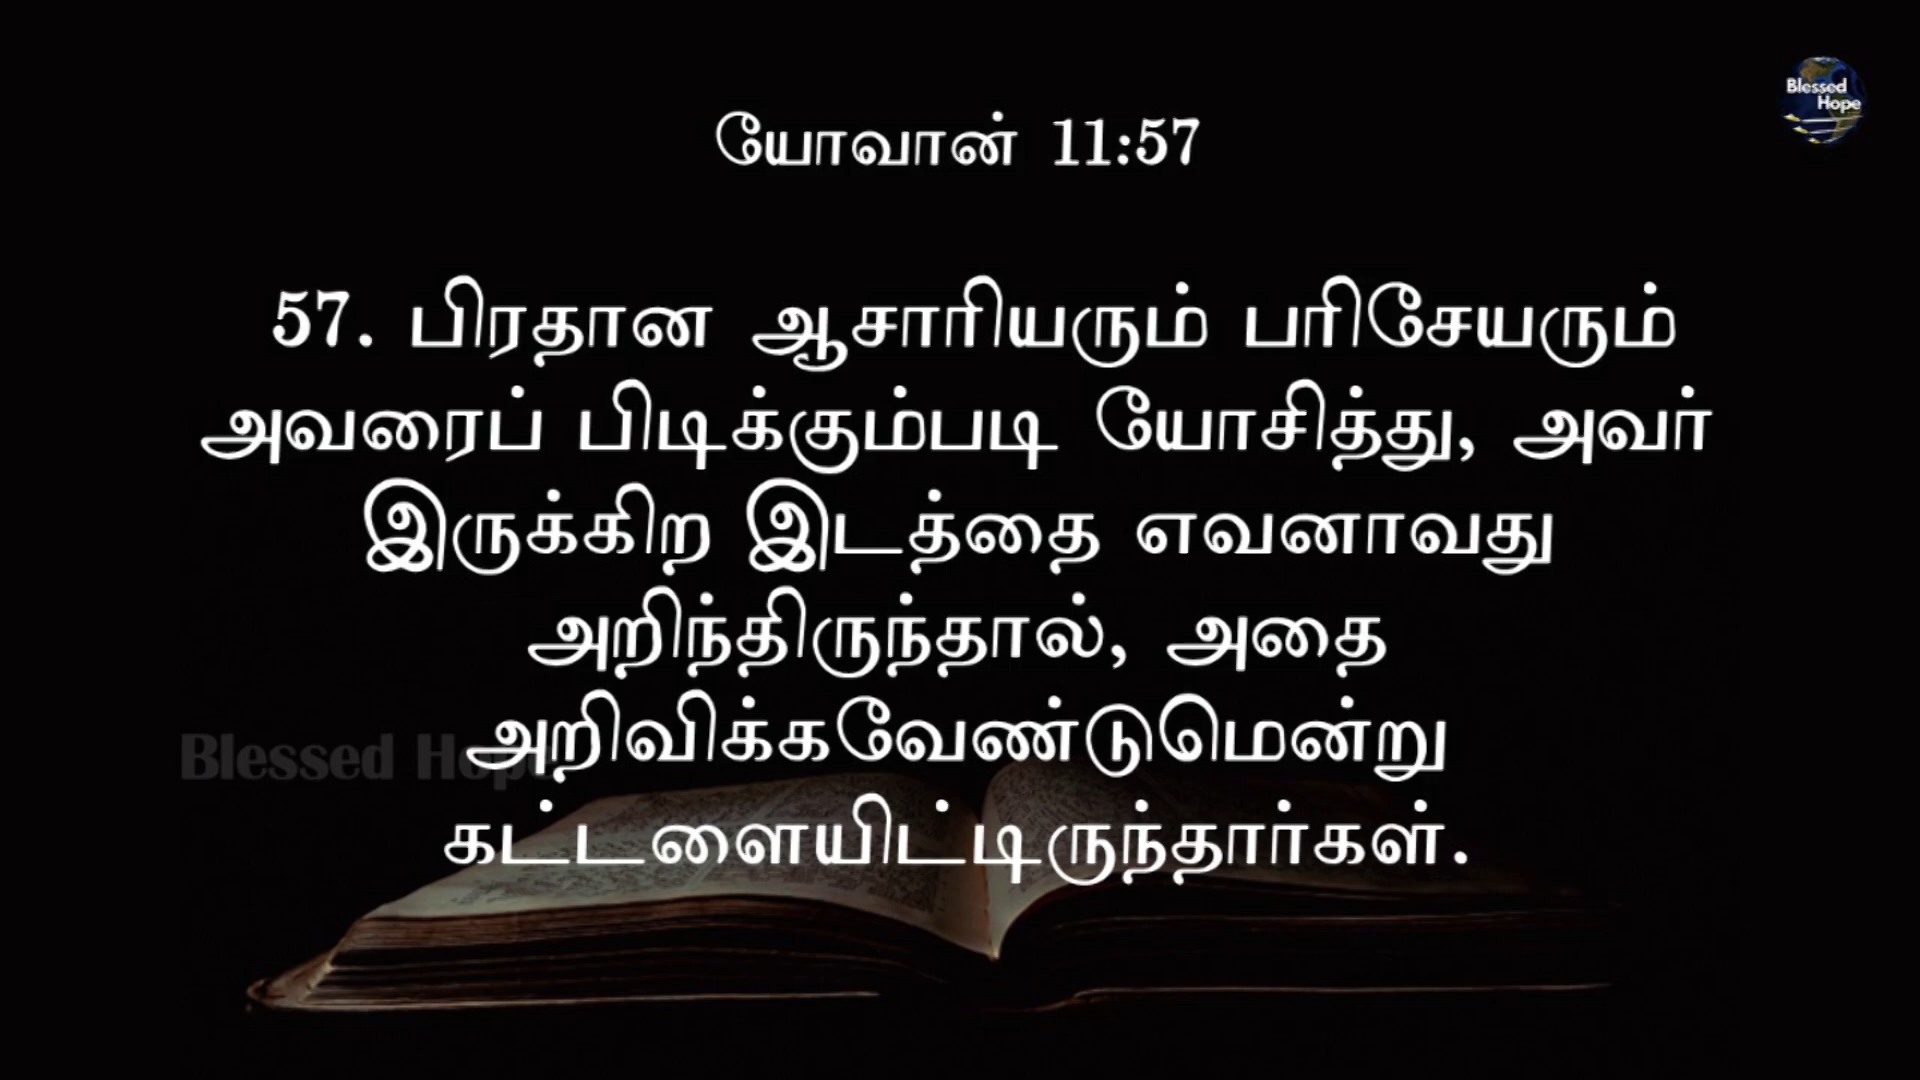 Blessed
Hope
யோவான் 11:57
57. பிரதான ஆசாரியரும் பரிசேயரும்
அவரைப் பிடிக்கும்படி யோசித்து, அவர்
இருக்கிற இடத்தை எவனாவது
அறிந்திருந்தால், அதை
அறிவிக்கவேண்டுமென்று
கட்டளையிட்டிருந்தார்கள்.
Blessed Hope